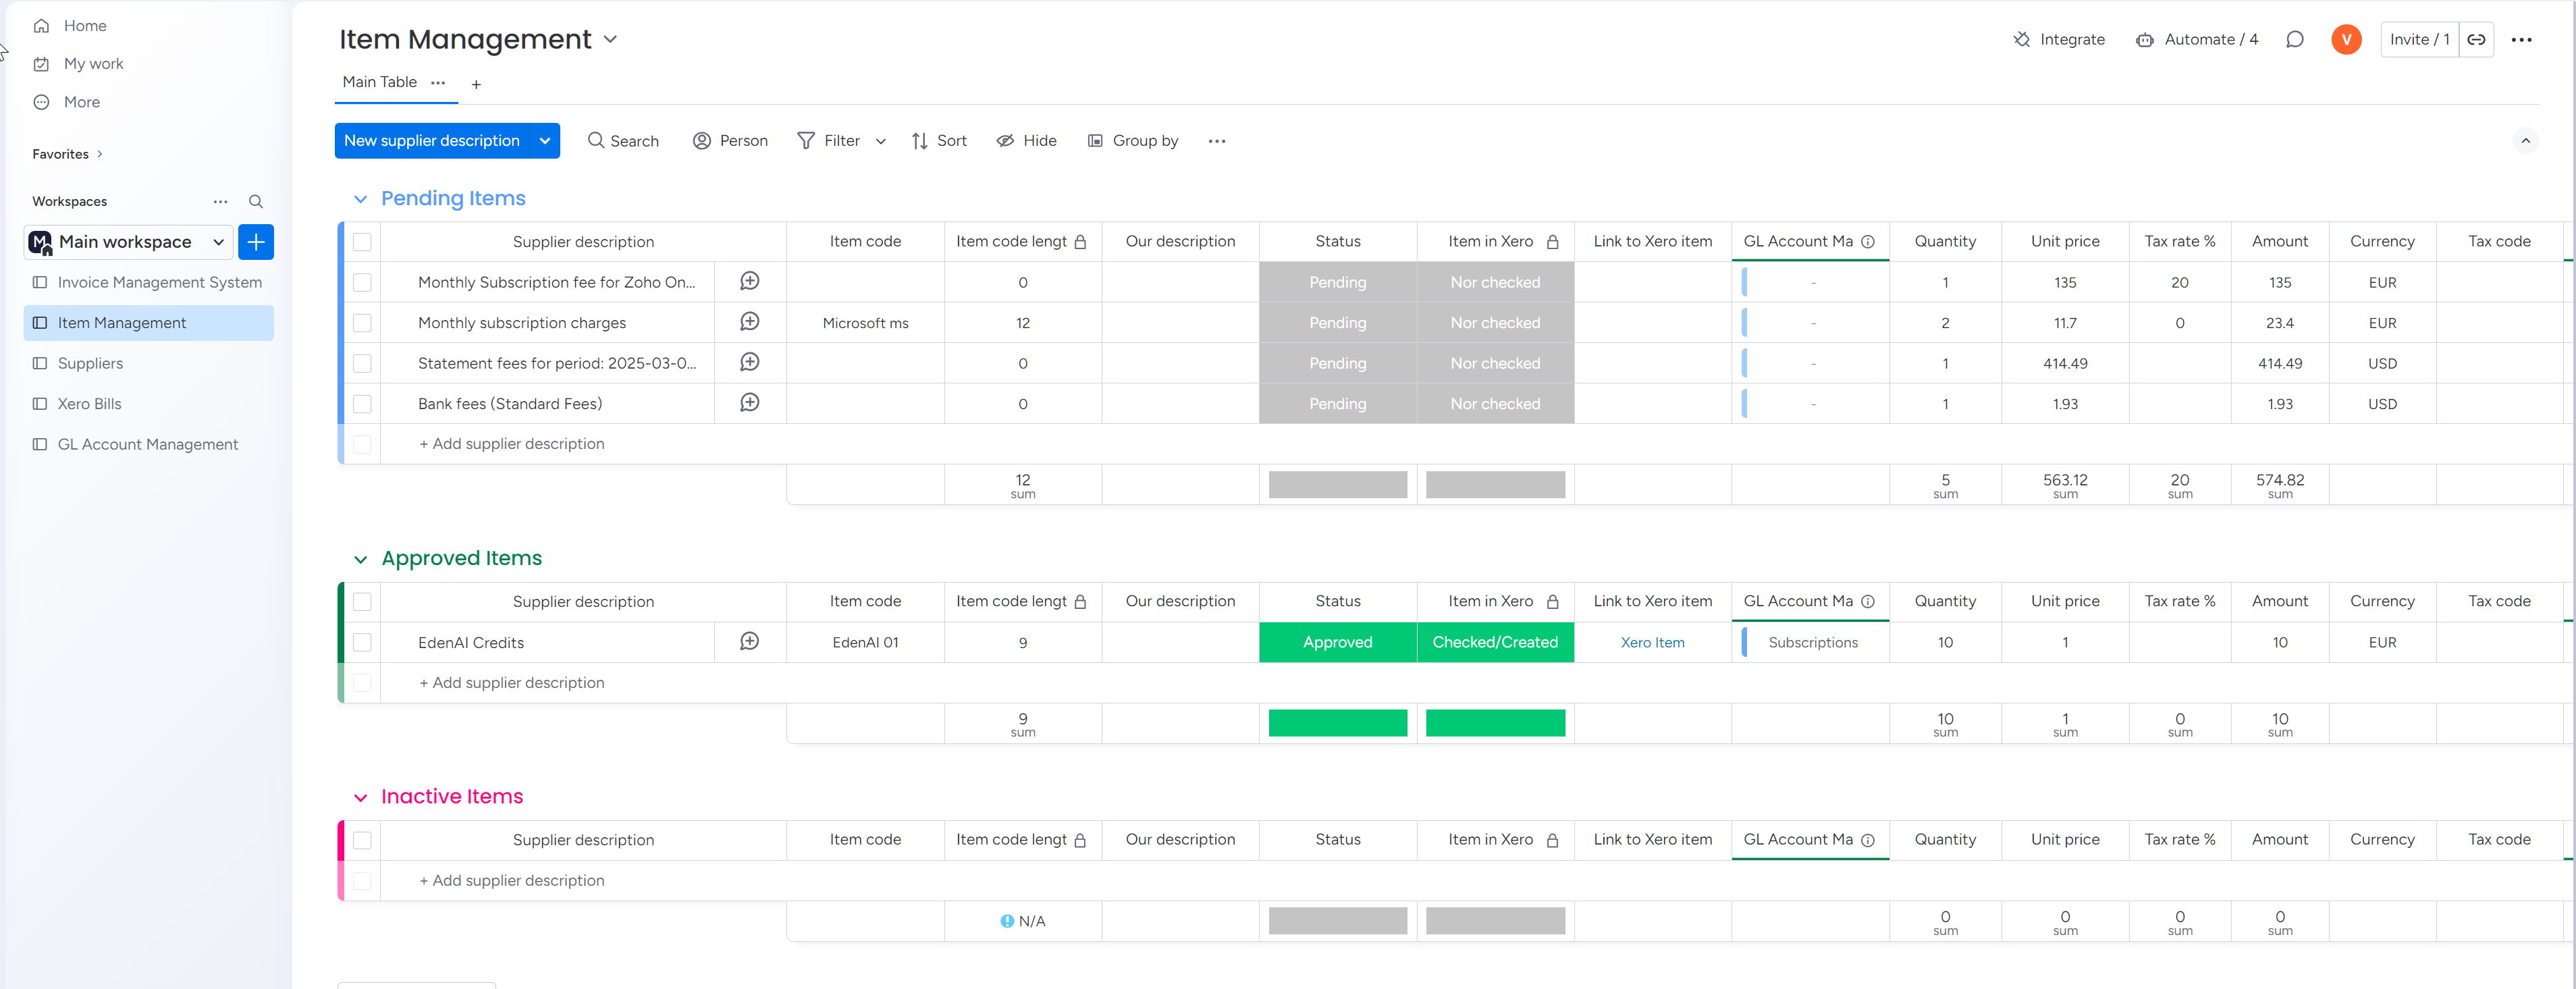 Home
My work
More
Favorites
Workspaces
M Main workspace
Invoice Management System
Item Management
Suppliers
Xero Bills
GL Account Management
Item Management
Integrate Automate / 4 V Invite / 1
Main Table
New supplier description Search Person Filter Sort Hide Group by
Pending Items
Supplier description Item code Item code lengt Our description Status Item in Xero Link to Xero item GL Account Ma Quantity Unit price Tax rate % Amount Currency Tax code
Monthly Subscription fee for Zoho On... 0 Pending Nor checked - 1 135 20 135 EUR
Monthly subscription charges Microsoft ms 12 Pending Nor checked - 2 11.7 0 23.4 EUR
Statement fees for period: 2025-03-0... 0 Pending Nor checked - 1 414.49 414.49 USD
Bank fees (Standard Fees) 0 Pending Nor checked - 1 1.93 1.93 USD
+ Add supplier description
12 5 563.12 20 574.82
sum sum sum sum sum
Approved Items
Supplier description Item code Item code lengt Our description Status Item in Xero Link to Xero item GL Account Ma Quantity Unit price Tax rate % Amount Currency Tax code
EdenAI Credits EdenAI 01 9 Approved Checked/Created Xero Item Subscriptions 10 1 10 EUR
+ Add supplier description
9 10 1 0 10
sum sum sum sum sum
Inactive Items
Supplier description Item code Item code lengt Our description Status Item in Xero Link to Xero item GL Account Ma Quantity Unit price Tax rate % Amount Currency Tax code
+ Add supplier description
N/A 0 0 0 0
sum sum sum sum